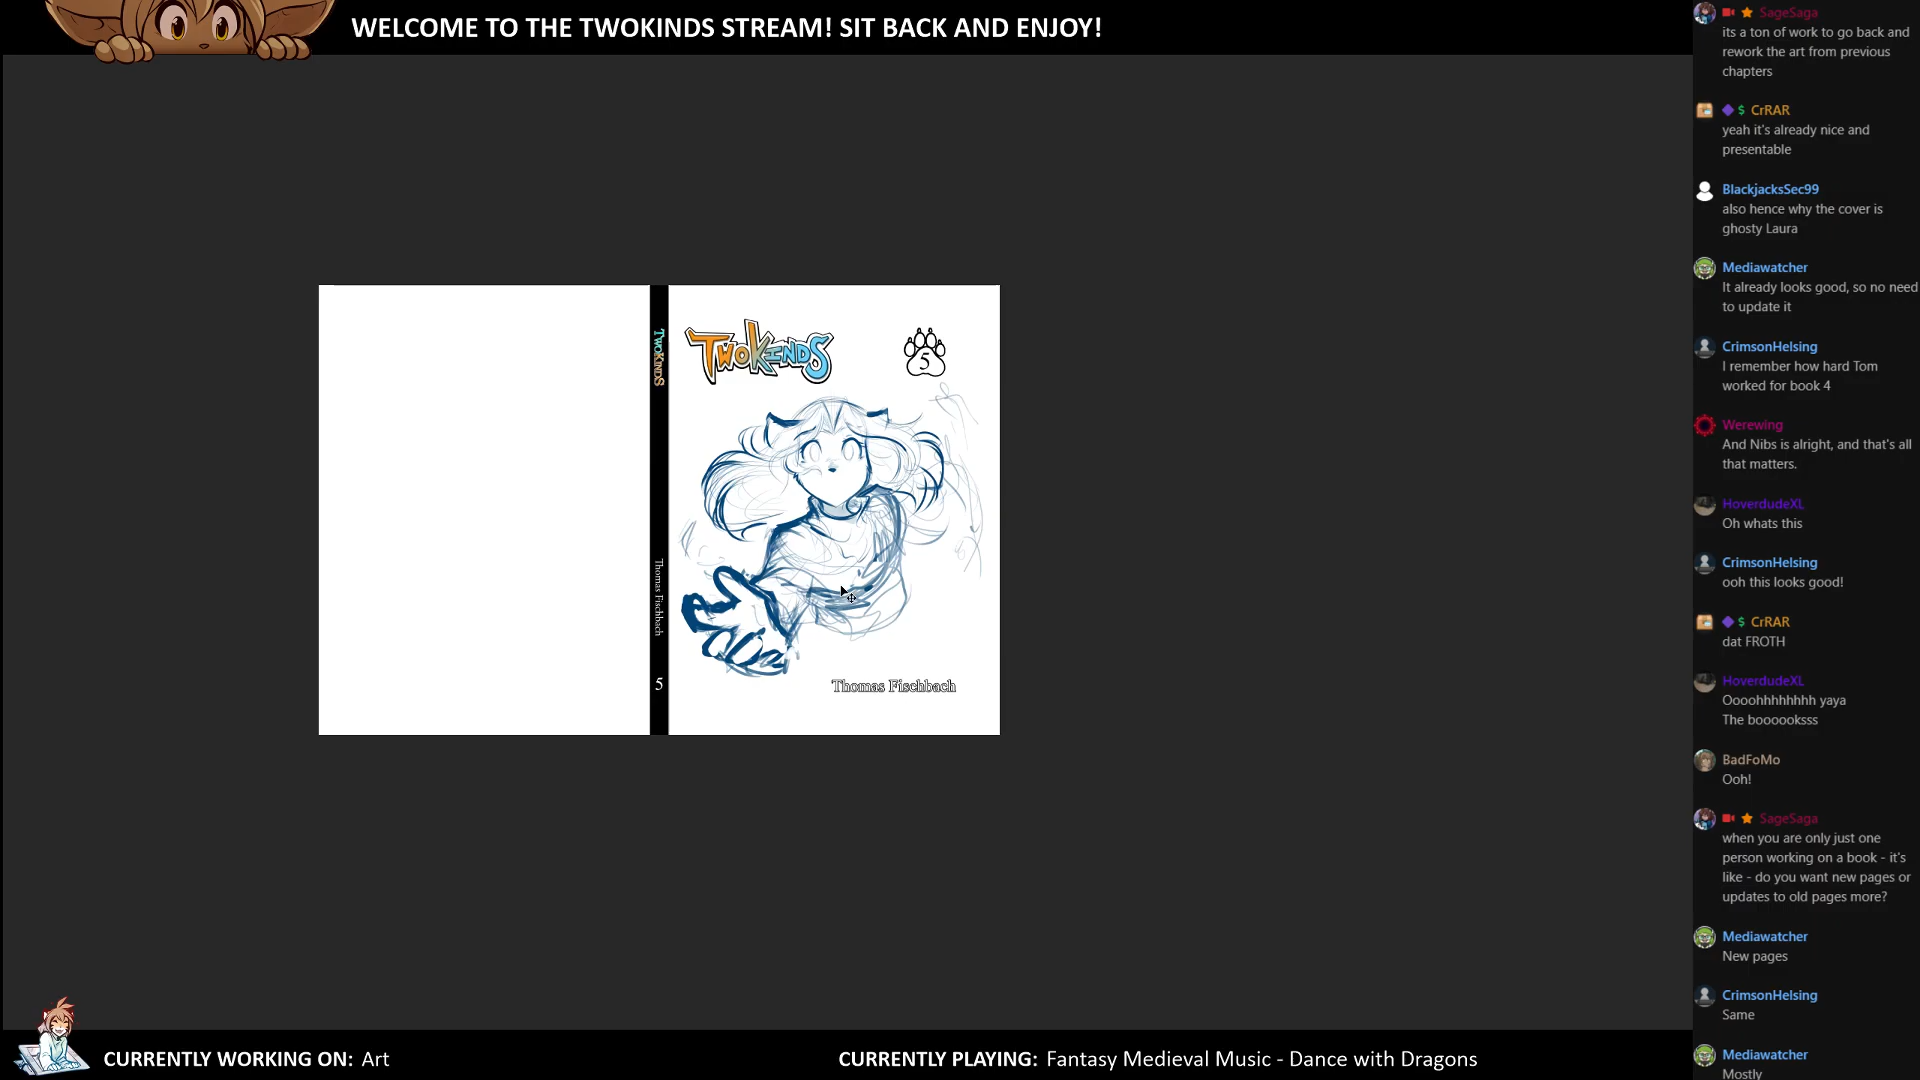 WELCOME TO THE TWOKINDS STREAM! SIT BACK AND ENJOY!
TWOKINDS
Thomas Fischbach
5
TWOKINDS
5
Thomas Fischbach
SageSaga
its a ton of work to go back and
rework the art from previous
chapters
$ CrRAR
yeah it's already nice and
presentable
BlackjacksSec99
also hence why the cover is
ghosty Laura
Mediawatcher
It already looks good, so no need
to update it
CrimsonHelsing
I remember how hard Tom
worked for book 4
Werewing
And Nibs is alright, and that's all
that matters.
HoverdudeXL
Oh whats this
CrimsonHelsing
ooh this looks good!
$ CrRAR
dat FROTH
HoverdudeXL
Oooohhhhhhhh yaya
The boooooksss
BadFoMo
Ooh!
SageSaga
when you are only just one
person working on a book - it's
like - do you want new pages or
updates to old pages more?
Mediawatcher
New pages
CrimsonHelsing
Same
Mediawatcher
Mostly
CURRENTLY WORKING ON: Art
CURRENTLY PLAYING: Fantasy Medieval Music - Dance with Dragons